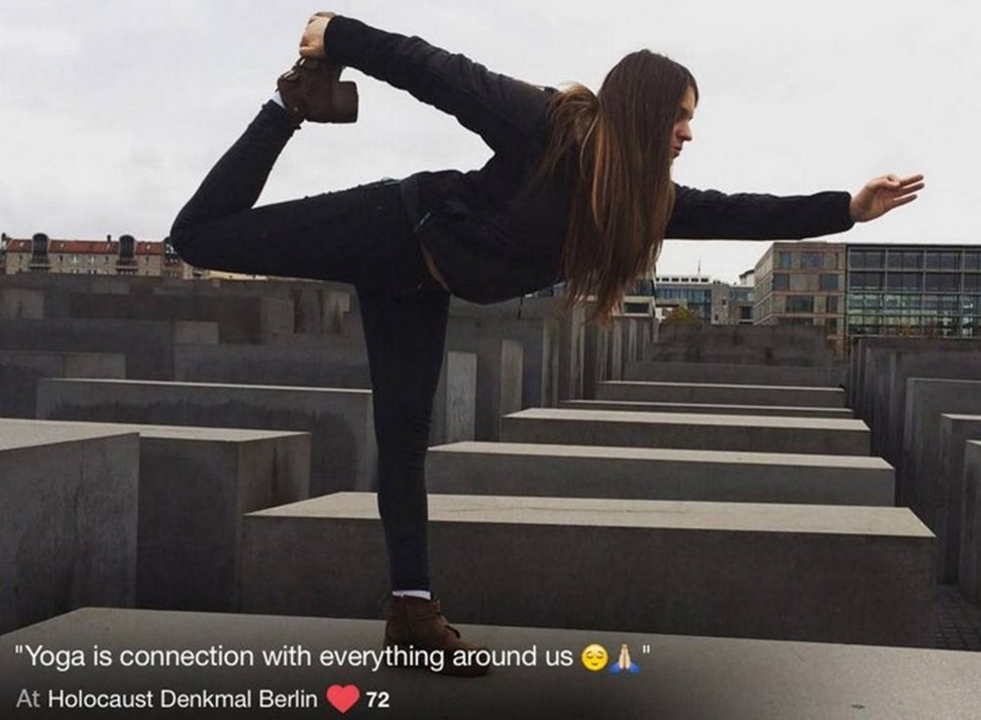 "Yoga is connection with everything around us 😌🙏"
At Holocaust Denkmal Berlin ❤️ 72